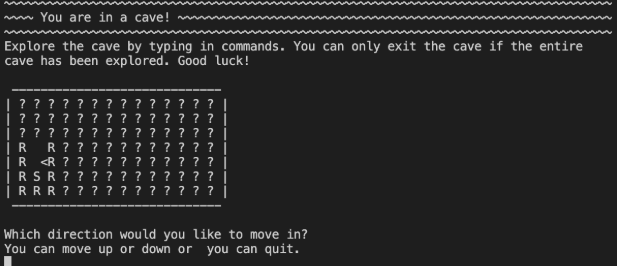 ~~~~~~~~~~~~~~~~~~~~~~~~~~~~~~~~~~~~~~~~~~~~~~~~~~~~~~~~~~~~~~~~~~~~~~~~~~~~~~~~~~~~
~~~~ You are in a cave! ~~~~~~~~~~~~~~~~~~~~~~~~~~~~~~~~~~~~~~~~~~~~~~~~~~~~~~~~~~~~
~~~~~~~~~~~~~~~~~~~~~~~~~~~~~~~~~~~~~~~~~~~~~~~~~~~~~~~~~~~~~~~~~~~~~~~~~~~~~~~~~~~~
Explore the cave by typing in commands. You can only exit the cave if the entire
cave has been explored. Good luck!
 -----------------------------
| ? ? ? ? ? ? ? ? ? ? ? ? ? ? |
| ? ? ? ? ? ? ? ? ? ? ? ? ? ? |
| ? ? ? ? ? ? ? ? ? ? ? ? ? ? |
| R   R ? ? ? ? ? ? ? ? ? ? ? |
| R  <R ? ? ? ? ? ? ? ? ? ? ? |
| R S R ? ? ? ? ? ? ? ? ? ? ? |
| R R R ? ? ? ? ? ? ? ? ? ? ? |
 -----------------------------
Which direction would you like to move in?
You can move up or down or  you can quit.